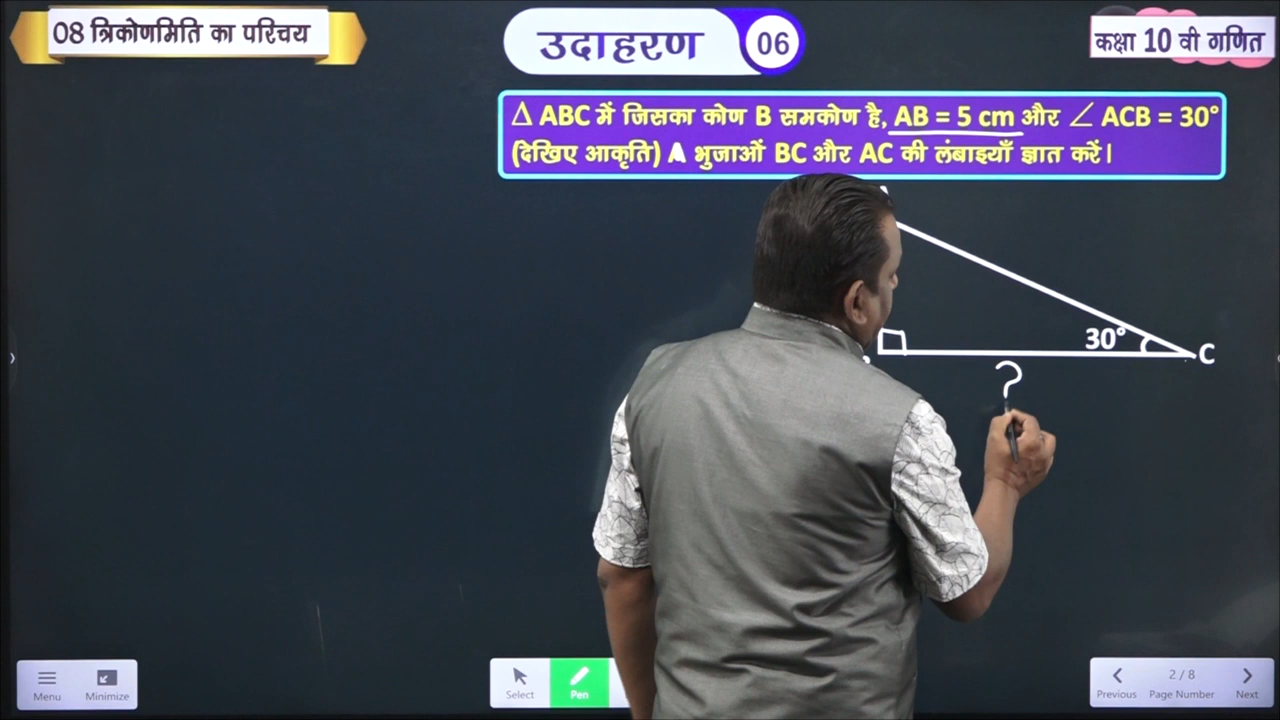 08 त्रिकोणमिति का परिचय
उदाहरण 06
कक्षा 10 वी गणित
Δ ABC में जिसका कोण B समकोण है, AB = 5 cm और ∠ ACB = 30°
(देखिए आकृति) A भुजाओं BC और AC की लंबाइयाँ ज्ञात करें।
30°
C
?
Menu
Minimize
Select
Pen
Previous
2 / 8
Page Number
Next